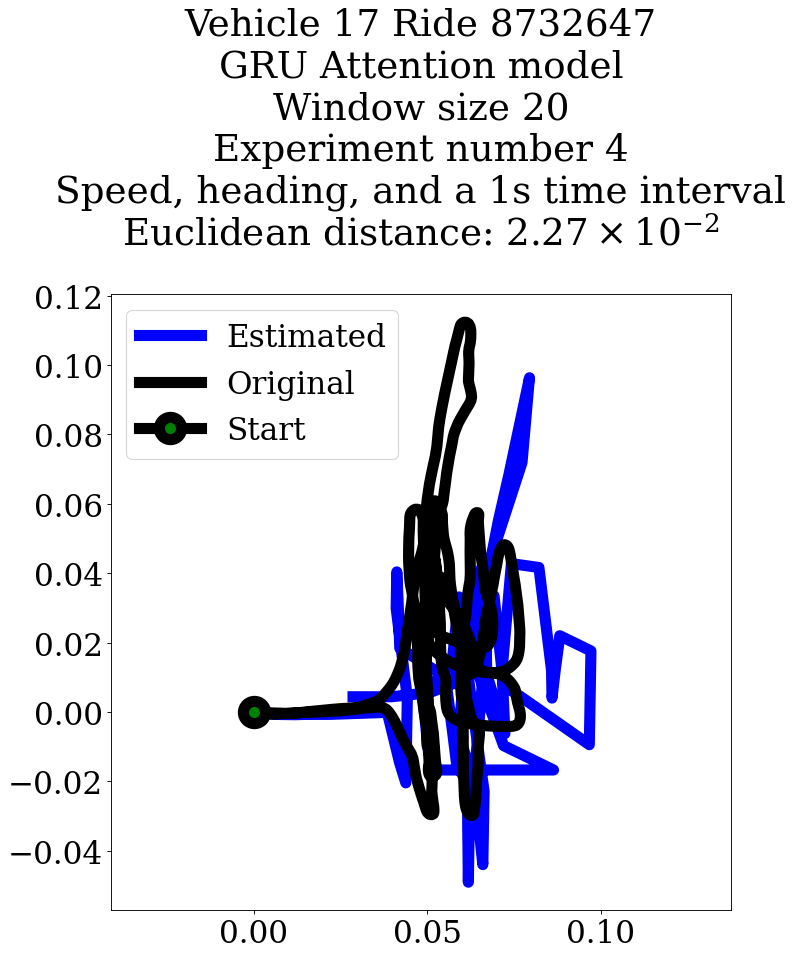 Vehicle 17 Ride 8732647
GRU Attention model
Window size 20
Experiment number 4
Speed, heading, and a 1s time interval
Euclidean distance: 2.27 × 10⁻²
0.12
0.10
0.08
0.06
0.04
0.02
0.00
−0.02
−0.04
Estimated
Original
Start
0.00 0.05 0.10